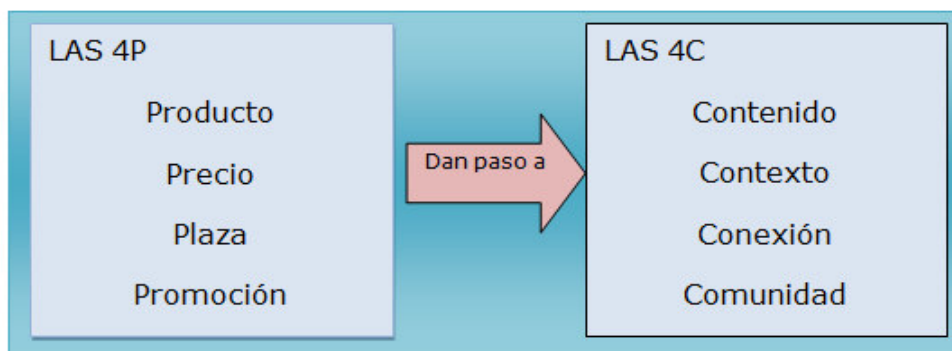 LAS 4P
Producto
Precio
Plaza
Promoción
Dan paso a
LAS 4C
Contenido
Contexto
Conexión
Comunidad